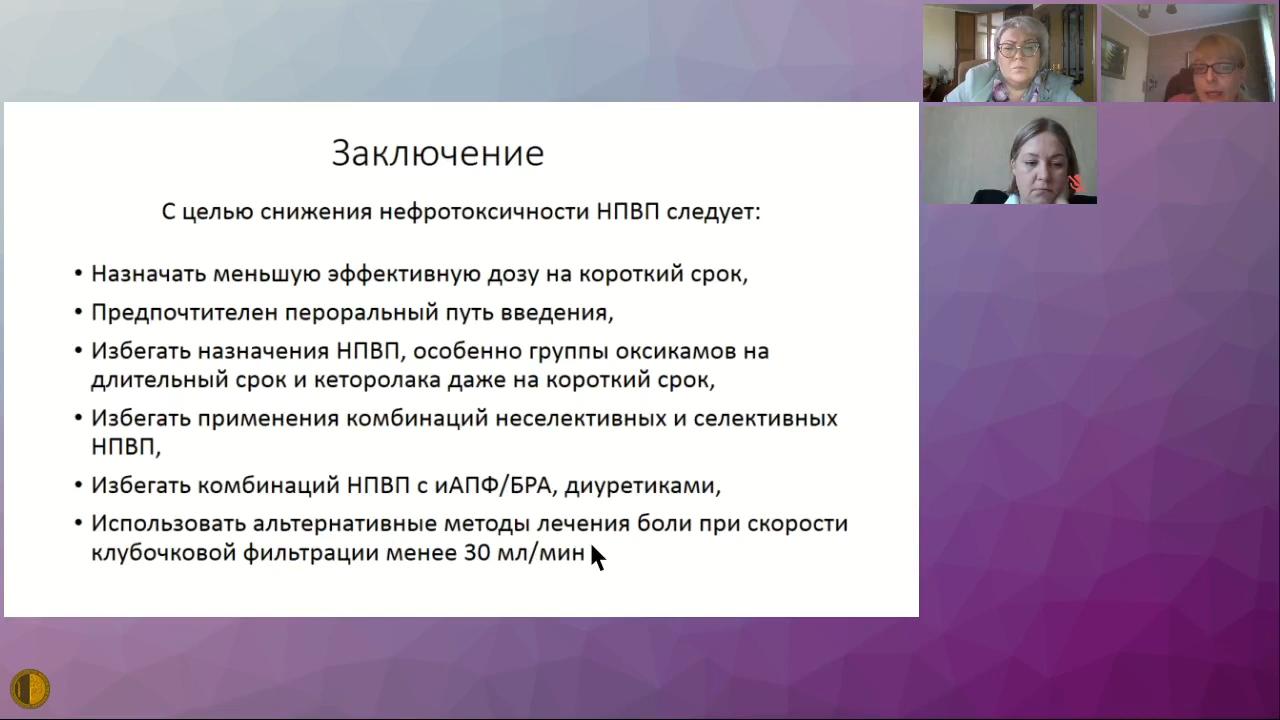 Заключение
С целью снижения нефротоксичности НПВП следует:
• Назначать меньшую эффективную дозу на короткий срок,
• Предпочтителен пероральный путь введения,
• Избегать назначения НПВП, особенно группы оксикамов на
длительный срок и кеторолака даже на короткий срок,
• Избегать применения комбинаций неселективных и селективных
НПВП,
• Избегать комбинаций НПВП с иАПФ/БРА, диуретиками,
• Использовать альтернативные методы лечения боли при скорости
клубочковой фильтрации менее 30 мл/мин